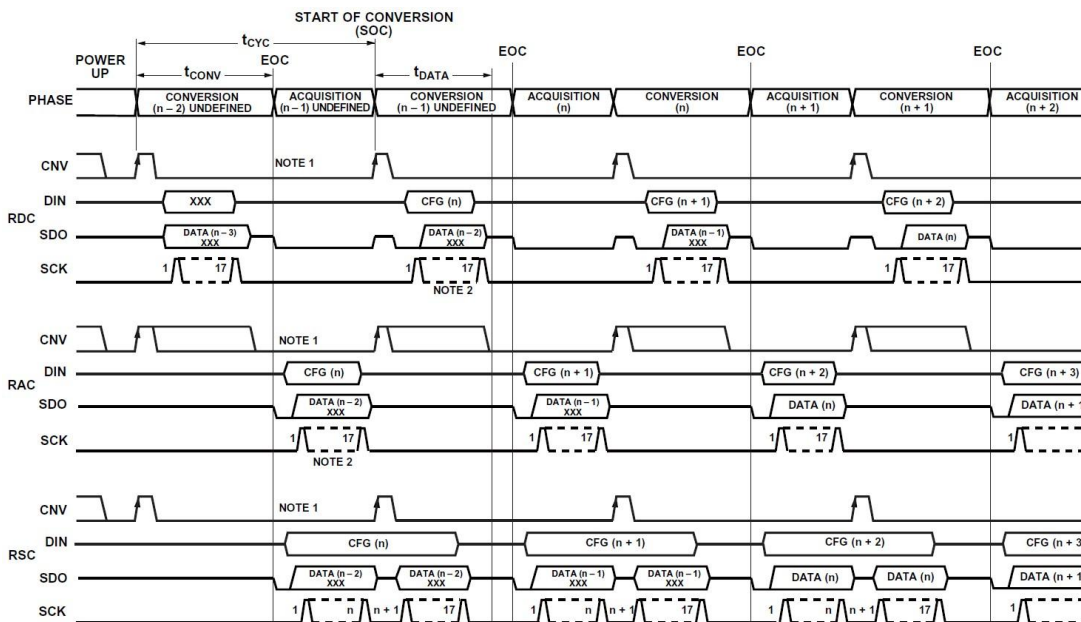 START OF CONVERSION
(SOC)
tCYC
POWER
UP
tCONV
EOC
tDATA
EOC
EOC
EOC
PHASE
CONVERSION
(n – 2) UNDEFINED
ACQUISITION
(n – 1) UNDEFINED
CONVERSION
(n – 1) UNDEFINED
ACQUISITION
(n)
CONVERSION
(n)
ACQUISITION
(n + 1)
CONVERSION
(n + 1)
ACQUISITION
(n + 2)
CNV
NOTE 1
RDC
DIN
XXX
CFG (n)
CFG (n + 1)
CFG (n + 2)
SDO
DATA (n – 3)
XXX
DATA (n – 2)
XXX
DATA (n – 1)
XXX
DATA (n)
SCK
1 17
1 17
1 17
1 17
NOTE 2
CNV
NOTE 1
RAC
DIN
CFG (n)
CFG (n + 1)
CFG (n + 2)
CFG (n + 3)
SDO
DATA (n – 2)
XXX
DATA (n – 1)
XXX
DATA (n)
DATA (n + 1
SCK
1 17
1 17
1 17
1
NOTE 2
CNV
NOTE 1
RSC
DIN
CFG (n)
CFG (n + 1)
CFG (n + 2)
CFG (n + 3
SDO
DATA (n – 2)
XXX
DATA (n – 2)
XXX
DATA (n – 1)
XXX
DATA (n – 1)
XXX
DATA (n)
DATA (n)
DATA (n + 1
SCK
1 n n + 1 17
1 n n + 1 17
1 n n + 1 17
1